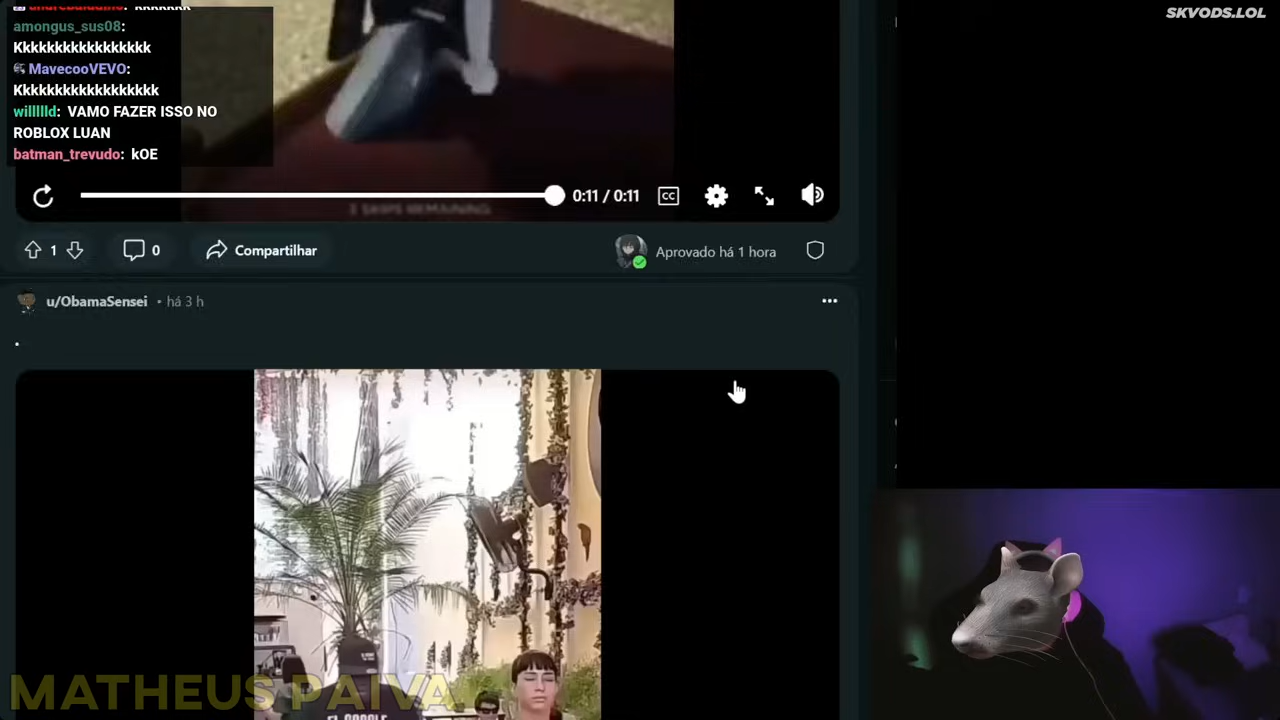 SKVODS.LOL
amongus_sus08:
Kkkkkkkkkkkkkkkkk
MavecooVEVO:
Kkkkkkkkkkkkkkkkkk
willllld: VAMO FAZER ISSO NO
ROBLOX LUAN
batman_trevudo: kOE
0:11 / 0:11
CC
1
0
Compartilhar
Aprovado há 1 hora
u/ObamaSensei • há 3 h
.
MATHEUS PAIVA